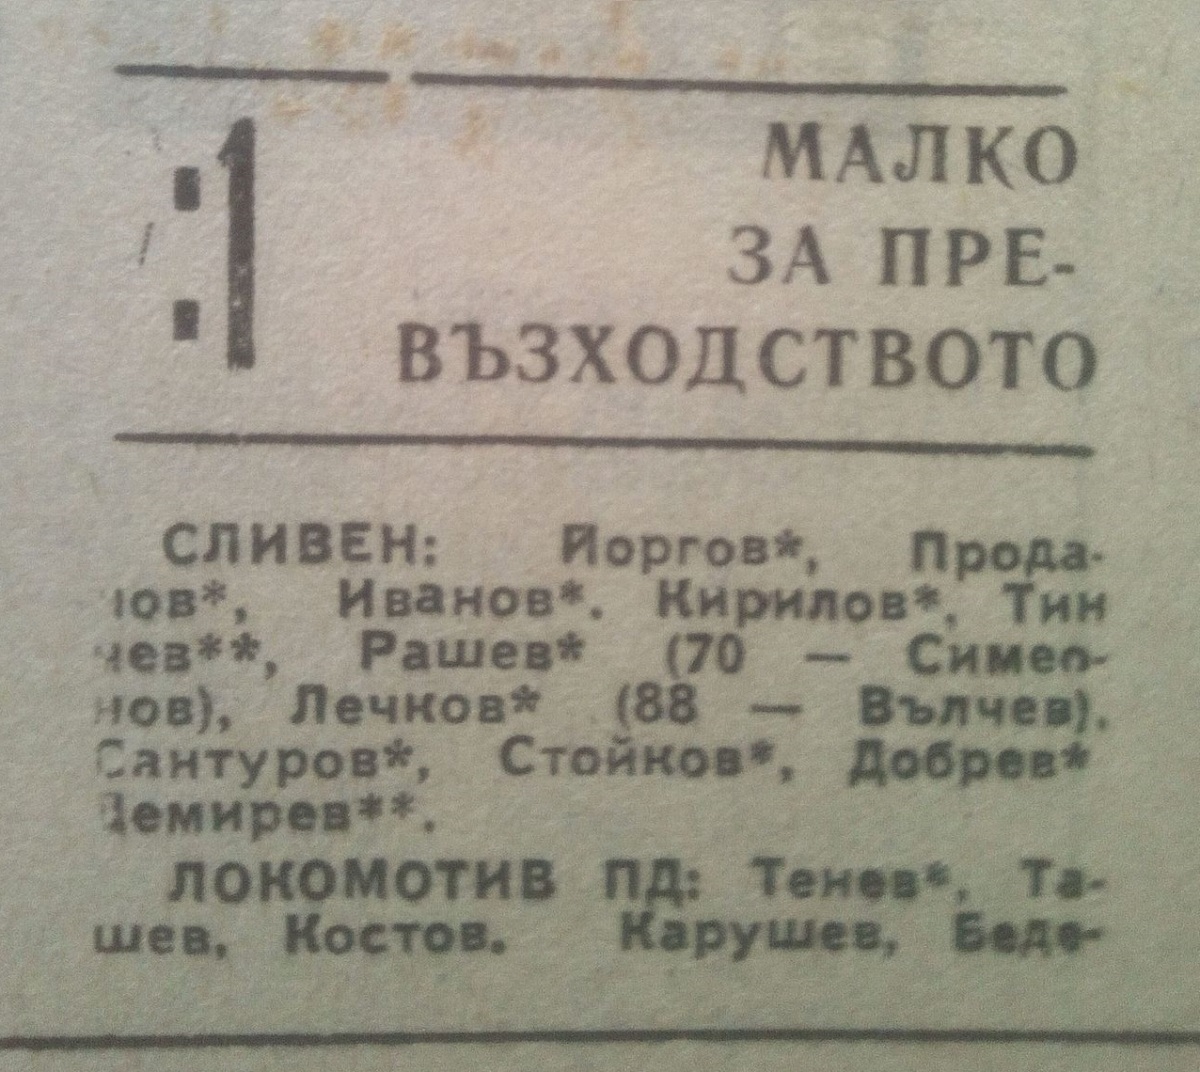 :1
МАЛКО
ЗА ПРЕ-
ВЪЗХОДСТВОТО
СЛИВЕН: Йоргов*, Прода-
нов*, Иванов*. Кирилов*, Тин
чев**, Рашев* (70 — Симео-
нов), Лечков* (88 — Вълчев).
Сантуров*, Стойков*, Добрев*
Демирев**.
ЛОКОМОТИВ ПД: Тенев*, Та-
шев, Костов. Карушев, Беде-